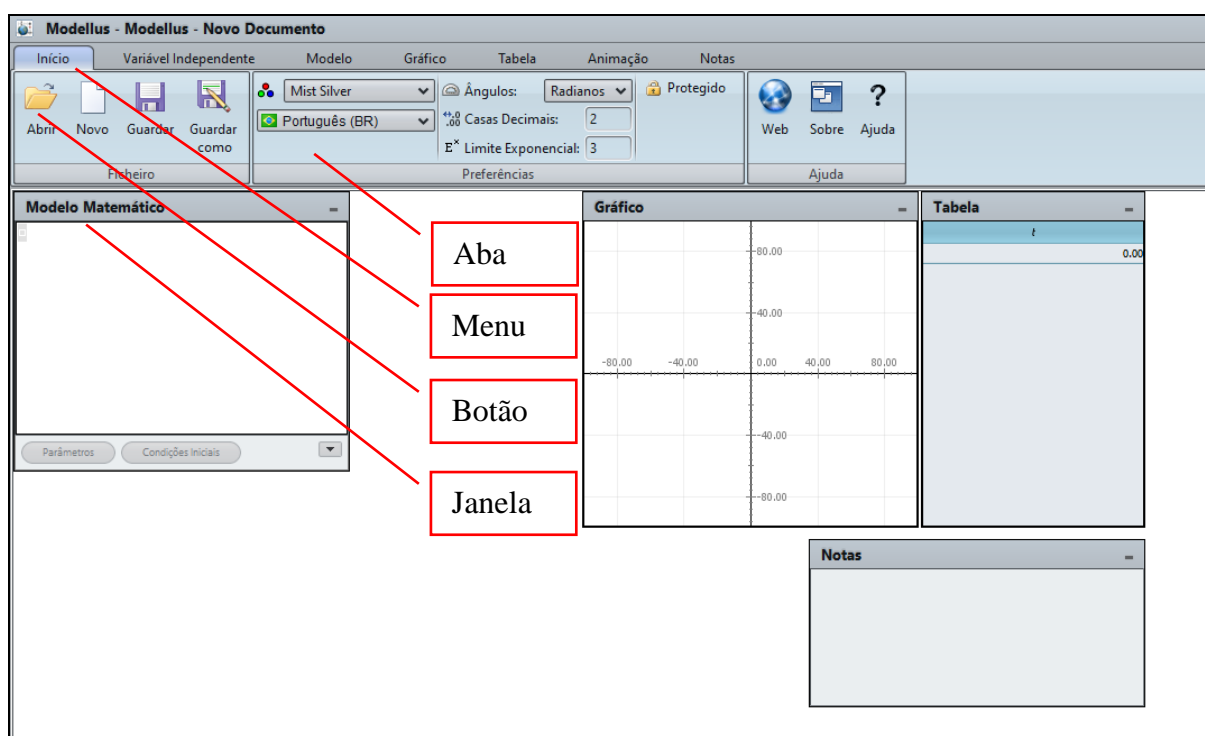 Modellus - Modellus - Novo Documento
Início Variável Independente Modelo Gráfico Tabela Animação Notas
Mist Silver Ângulos: Radianos Protegido
Português (BR) .00 Casas Decimais: 2
Abrir Novo Guardar Guardar como Web Sobre Ajuda
Eˣ Limite Exponencial: 3
Ficheiro Preferências Ajuda
Modelo Matemático
Gráfico
Tabela
t
0.00
80.00
40.00
-80.00 -40.00 0.00 40.00 80.00
-40.00
-80.00
Aba
Menu
Botão
Janela
Parâmetros Condições Iniciais
Notas